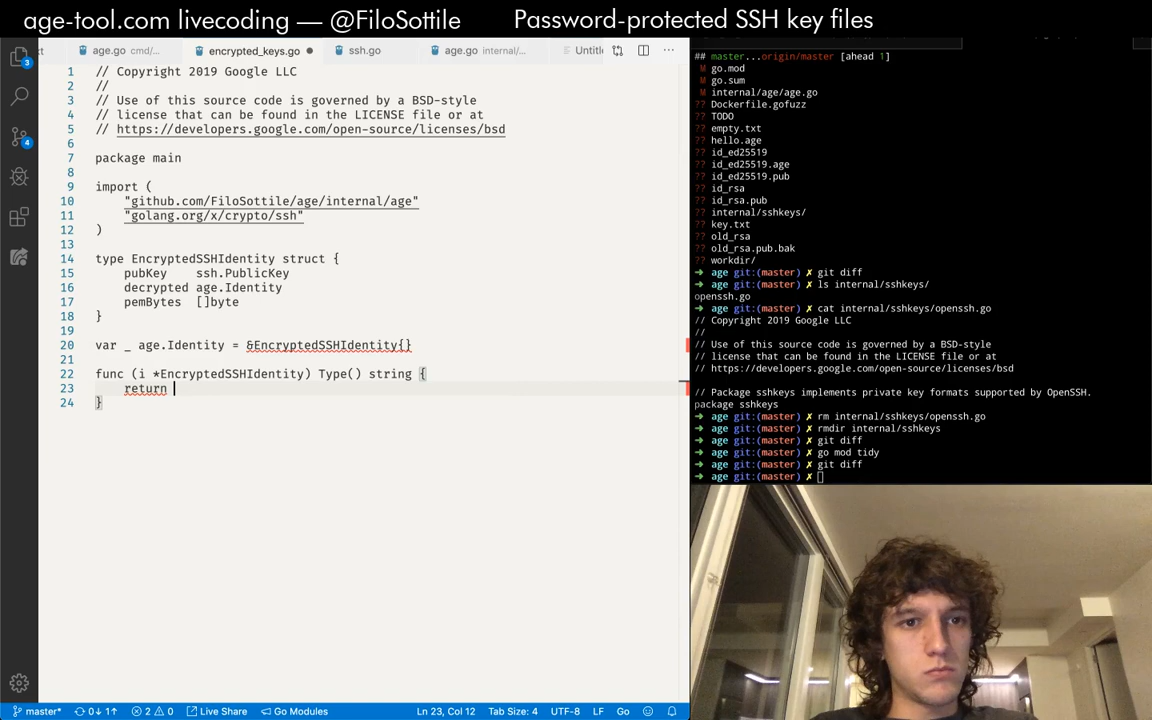 age-tool.com livecoding — @FiloSottile
Password-protected SSH key files
age.go cmd/...
encrypted_keys.go
ssh.go
age.go internal/...
Untitl
1 // Copyright 2019 Google LLC
2 //
3 // Use of this source code is governed by a BSD-style
4 // license that can be found in the LICENSE file or at
5 // https://developers.google.com/open-source/licenses/bsd
6
7 package main
8
9 import (
10 "github.com/FiloSottile/age/internal/age"
11 "golang.org/x/crypto/ssh"
12 )
13
14 type EncryptedSSHIdentity struct {
15 pubKey ssh.PublicKey
16 decrypted age.Identity
17 pemBytes []byte
18 }
19
20 var _ age.Identity = &EncryptedSSHIdentity{}
21
22 func (i *EncryptedSSHIdentity) Type() string {
23 return
24 }
3
4
master* 0↓ 1↑ 2 0 Live Share Go Modules
Ln 23, Col 12 Tab Size: 4 UTF-8 LF Go
## master...origin/master [ahead 1]
M go.mod
M go.sum
M internal/age/age.go
?? Dockerfile.gofuzz
?? TODO
?? empty.txt
?? hello.age
?? id_ed25519
?? id_ed25519.age
?? id_ed25519.pub
?? id_rsa
?? id_rsa.pub
?? internal/sshkeys/
?? key.txt
?? old_rsa
?? old_rsa.pub.bak
?? workdir/
➜ age git:(master) ✗ git diff
➜ age git:(master) ✗ ls internal/sshkeys/
openssh.go
➜ age git:(master) ✗ cat internal/sshkeys/openssh.go
// Copyright 2019 Google LLC
//
// Use of this source code is governed by a BSD-style
// license that can be found in the LICENSE file or at
// https://developers.google.com/open-source/licenses/bsd
// Package sshkeys implements private key formats supported by OpenSSH.
package sshkeys
➜ age git:(master) ✗ rm internal/sshkeys/openssh.go
➜ age git:(master) ✗ rmdir internal/sshkeys
➜ age git:(master) ✗ git diff
➜ age git:(master) ✗ go mod tidy
➜ age git:(master) ✗ git diff
➜ age git:(master) ✗